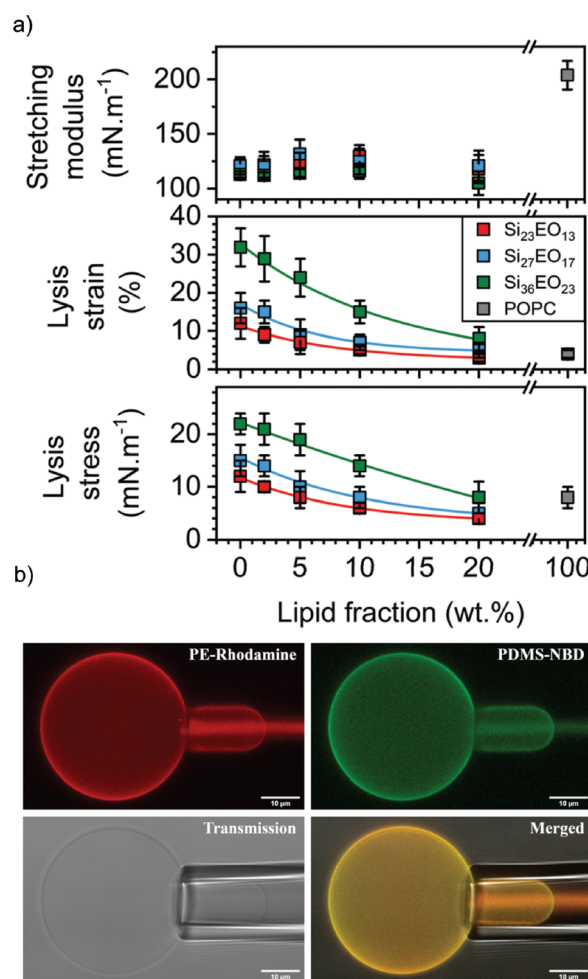 a)
Stretching
modulus
(mN.m⁻¹)
200
150
100
Lysis
strain
(%)
40
30
20
10
0
Si₂₃EO₁₃
Si₂₇EO₁₇
Si₃₆EO₂₃
POPC
Lysis
stress
(mN.m⁻¹)
20
10
0
0 5 10 15 20 100
Lipid fraction (wt.%)
b)
PE-Rhodamine
10 μm
PDMS-NBD
10 μm
Transmission
10 μm
Merged
10 μm